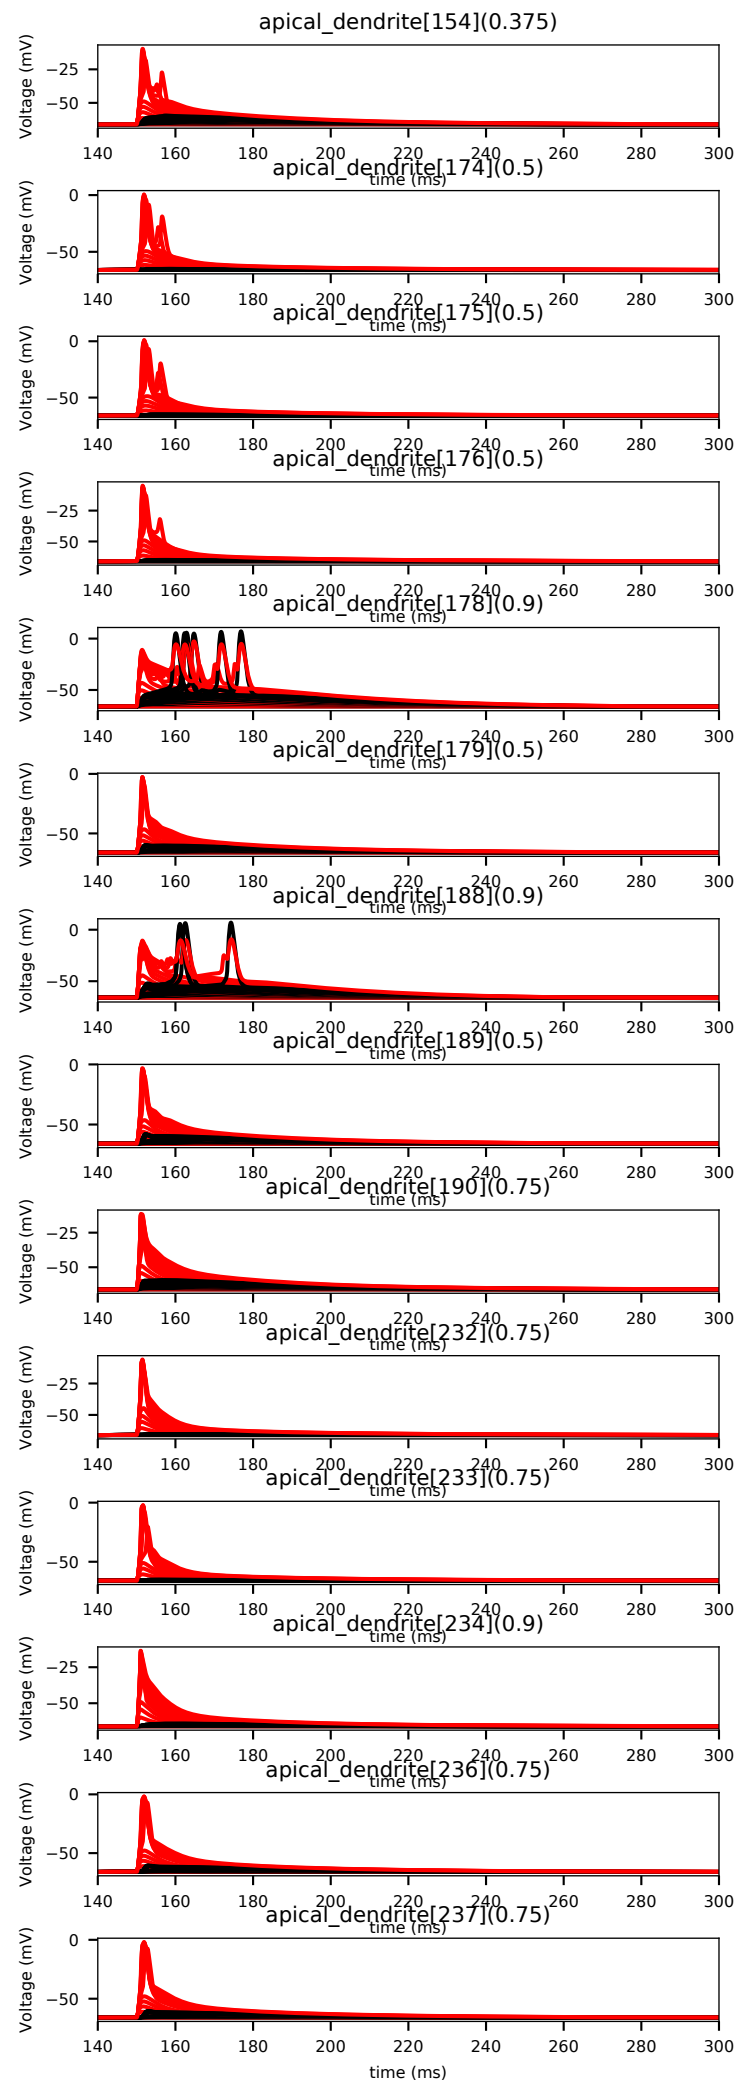 apical_dendrite[154](0.375)
Voltage (mV)
−25
−50
140 160 180 200 220 240 260 280 300
time (ms)
apical_dendrite[174](0.5)
Voltage (mV)
0
−50
140 160 180 200 220 240 260 280 300
time (ms)
apical_dendrite[175](0.5)
Voltage (mV)
0
−50
140 160 180 200 220 240 260 280 300
time (ms)
apical_dendrite[176](0.5)
Voltage (mV)
−25
−50
140 160 180 200 220 240 260 280 300
time (ms)
apical_dendrite[178](0.9)
Voltage (mV)
0
−50
140 160 180 200 220 240 260 280 300
time (ms)
apical_dendrite[179](0.5)
Voltage (mV)
0
−50
140 160 180 200 220 240 260 280 300
time (ms)
apical_dendrite[188](0.9)
Voltage (mV)
0
−50
140 160 180 200 220 240 260 280 300
time (ms)
apical_dendrite[189](0.5)
Voltage (mV)
0
−50
140 160 180 200 220 240 260 280 300
time (ms)
apical_dendrite[190](0.75)
Voltage (mV)
−25
−50
140 160 180 200 220 240 260 280 300
time (ms)
apical_dendrite[232](0.75)
Voltage (mV)
−25
−50
140 160 180 200 220 240 260 280 300
time (ms)
apical_dendrite[233](0.75)
Voltage (mV)
0
−50
140 160 180 200 220 240 260 280 300
time (ms)
apical_dendrite[234](0.9)
Voltage (mV)
−25
−50
140 160 180 200 220 240 260 280 300
time (ms)
apical_dendrite[236](0.75)
Voltage (mV)
0
−50
140 160 180 200 220 240 260 280 300
time (ms)
apical_dendrite[237](0.75)
Voltage (mV)
0
−50
140 160 180 200 220 240 260 280 300
time (ms)